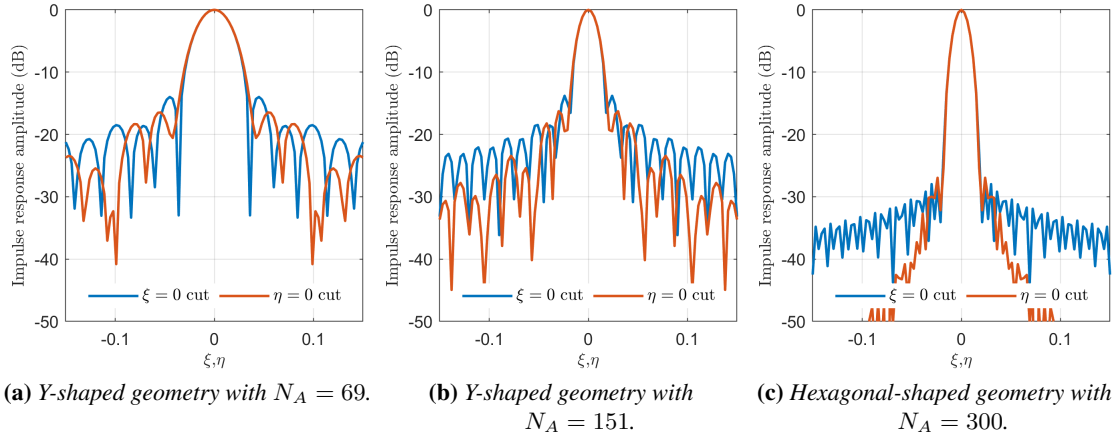 0
-10
-20
-30
-40
-50
Impulse response amplitude (dB)
ξ = 0 cut
η = 0 cut
-0.1
0
0.1
ξ,η
(a) Y-shaped geometry with N_A = 69.
0
-10
-20
-30
-40
-50
Impulse response amplitude (dB)
ξ = 0 cut
η = 0 cut
-0.1
0
0.1
ξ,η
(b) Y-shaped geometry with
N_A = 151.
0
-10
-20
-30
-40
-50
Impulse response amplitude (dB)
ξ = 0 cut
η = 0 cut
-0.1
0
0.1
ξ,η
(c) Hexagonal-shaped geometry with
N_A = 300.